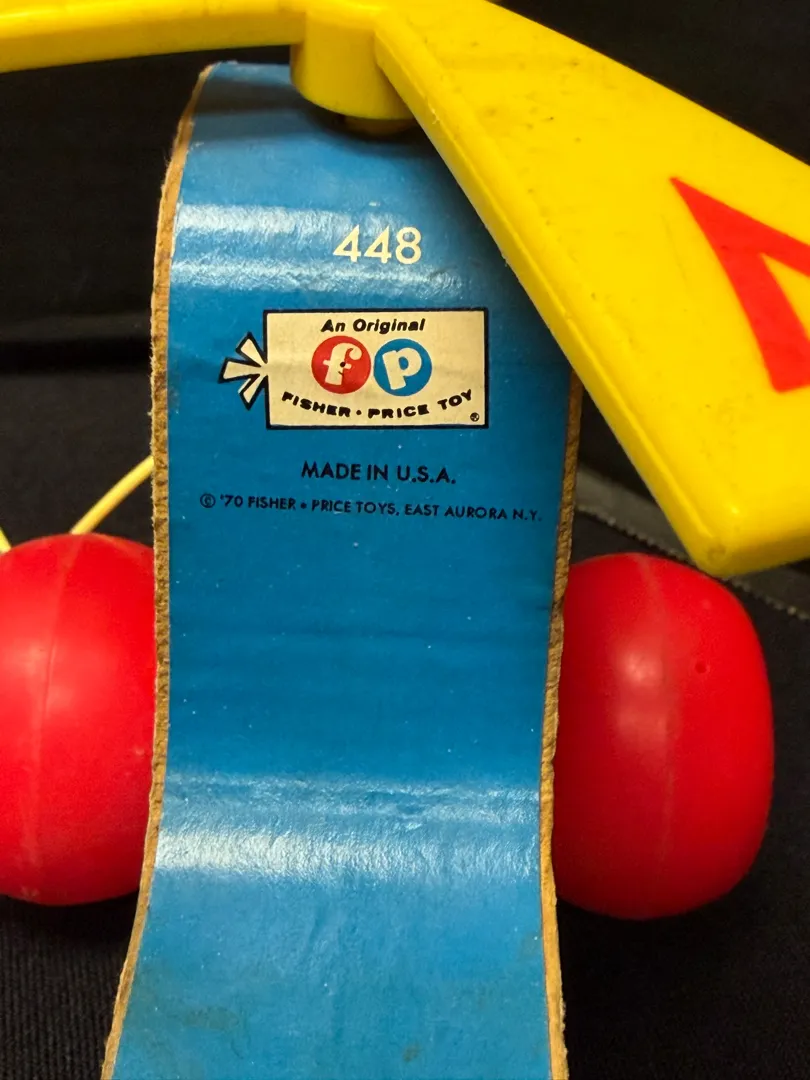 448
An Original
fp
FISHER • PRICE TOY
®
MADE IN U.S.A.
© '70 FISHER • PRICE TOYS, EAST AURORA N.Y.